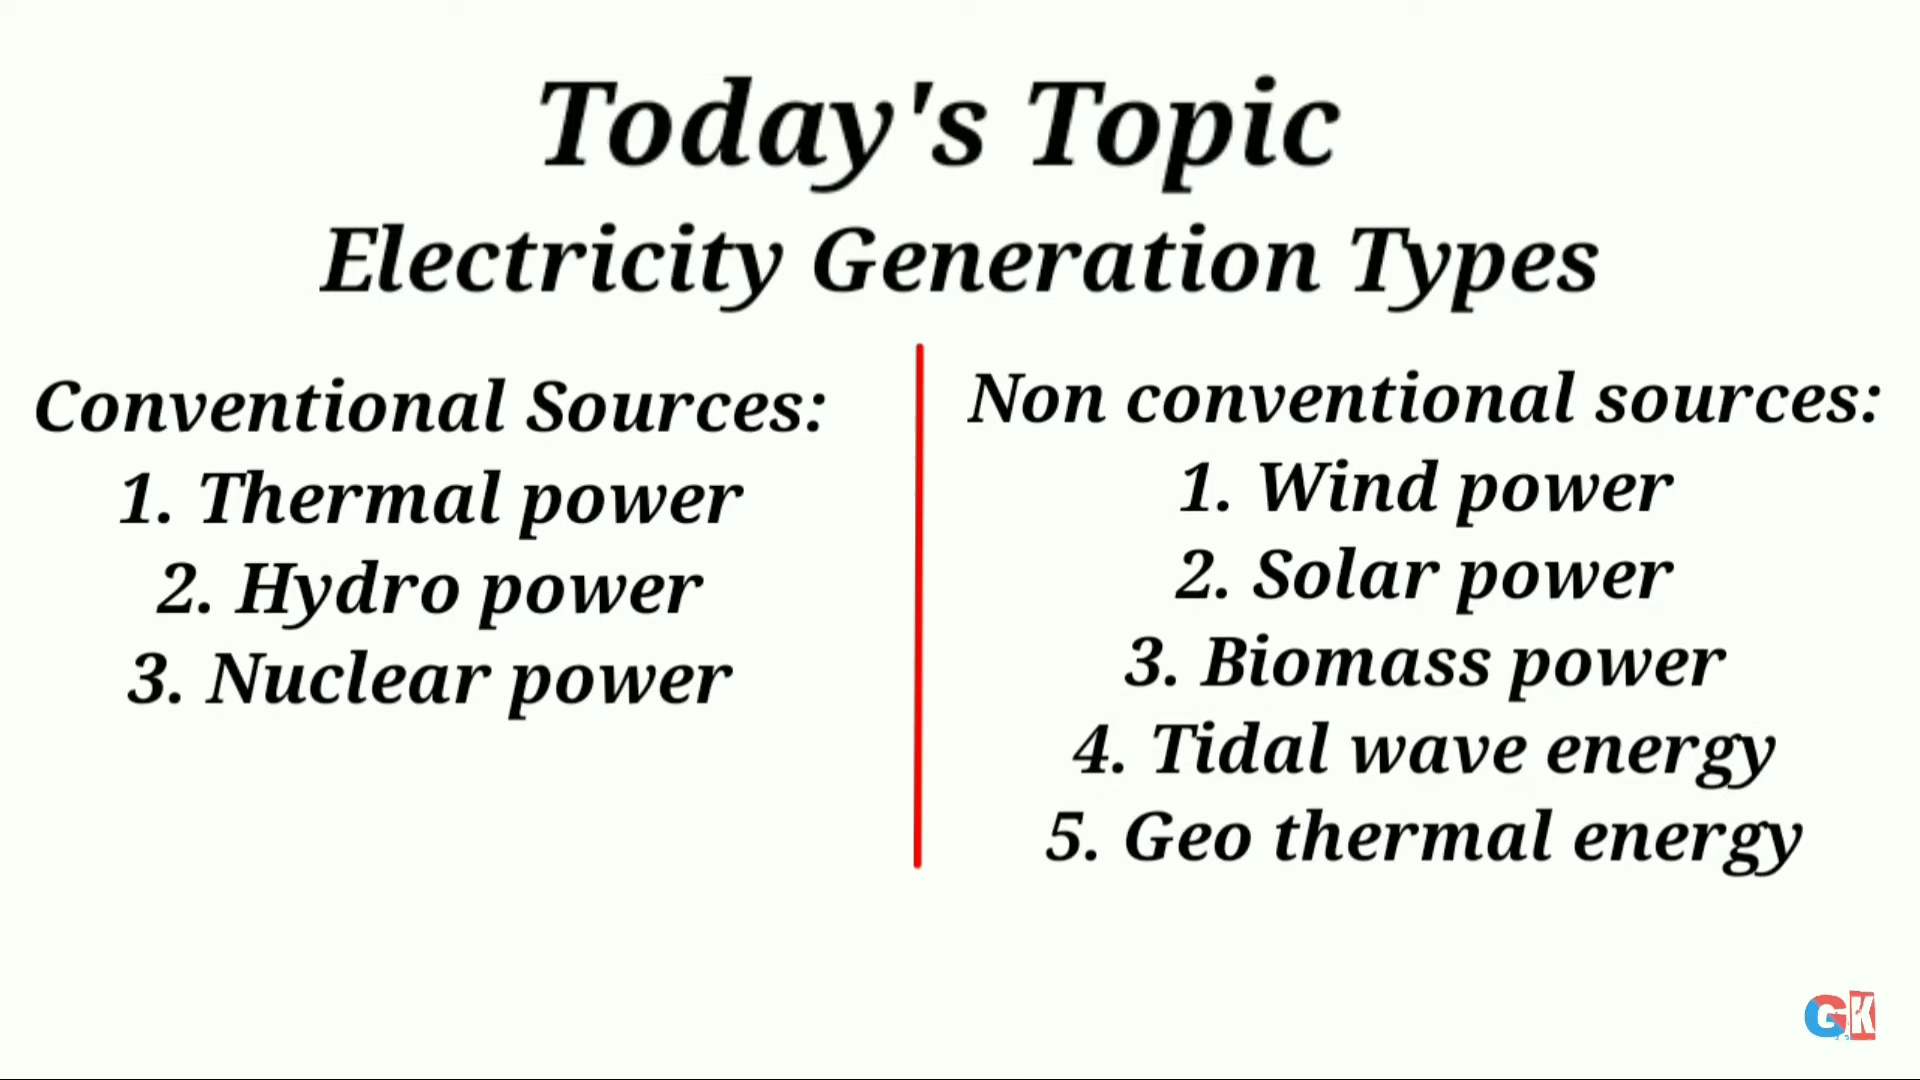 Today's Topic
Electricity Generation Types
Conventional Sources:
1. Thermal power
2. Hydro power
3. Nuclear power
Non conventional sources:
1. Wind power
2. Solar power
3. Biomass power
4. Tidal wave energy
5. Geo thermal energy
GK